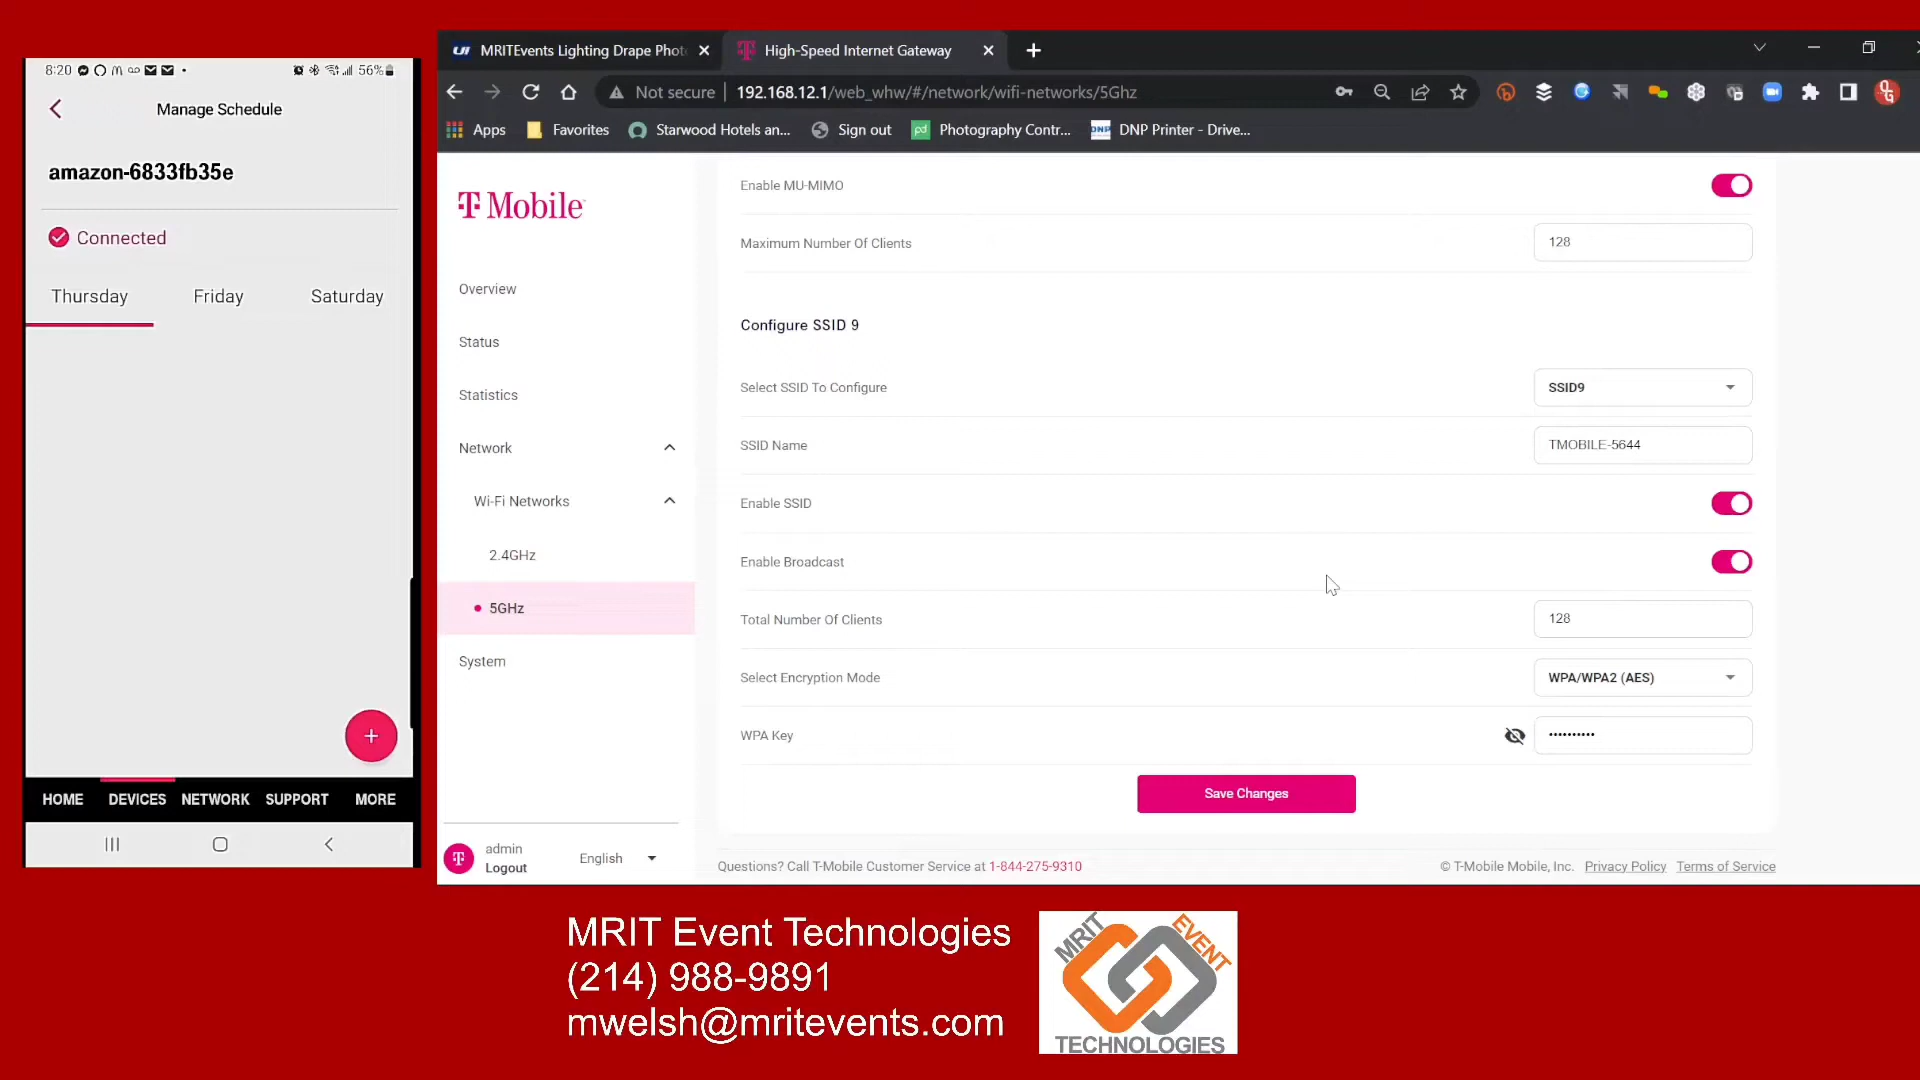 8:20
56%
Manage Schedule
amazon-6833fb35e
Connected
Thursday Friday Saturday
+
HOME DEVICES NETWORK SUPPORT MORE
MRITEvents Lighting Drape Phot
High-Speed Internet Gateway
Not secure 192.168.12.1/web_whw/#/network/wifi-networks/5Ghz
Apps Favorites Starwood Hotels an... Sign out Photography Contr... DNP Printer - Drive...
T Mobile
Overview
Status
Statistics
Network
Wi-Fi Networks
2.4GHz
5GHz
System
admin
Logout
English
Enable MU-MIMO
Maximum Number Of Clients 128
Configure SSID 9
Select SSID To Configure SSID9
SSID Name TMOBILE-5644
Enable SSID
Enable Broadcast
Total Number Of Clients 128
Select Encryption Mode WPA/WPA2 (AES)
WPA Key ••••••••••
Save Changes
Questions? Call T-Mobile Customer Service at 1-844-275-9310
© T-Mobile Mobile, Inc. Privacy Policy Terms of Service
MRIT Event Technologies
(214) 988-9891
mwelsh@mritevents.com
MRIT EVENT
TECHNOLOGIES